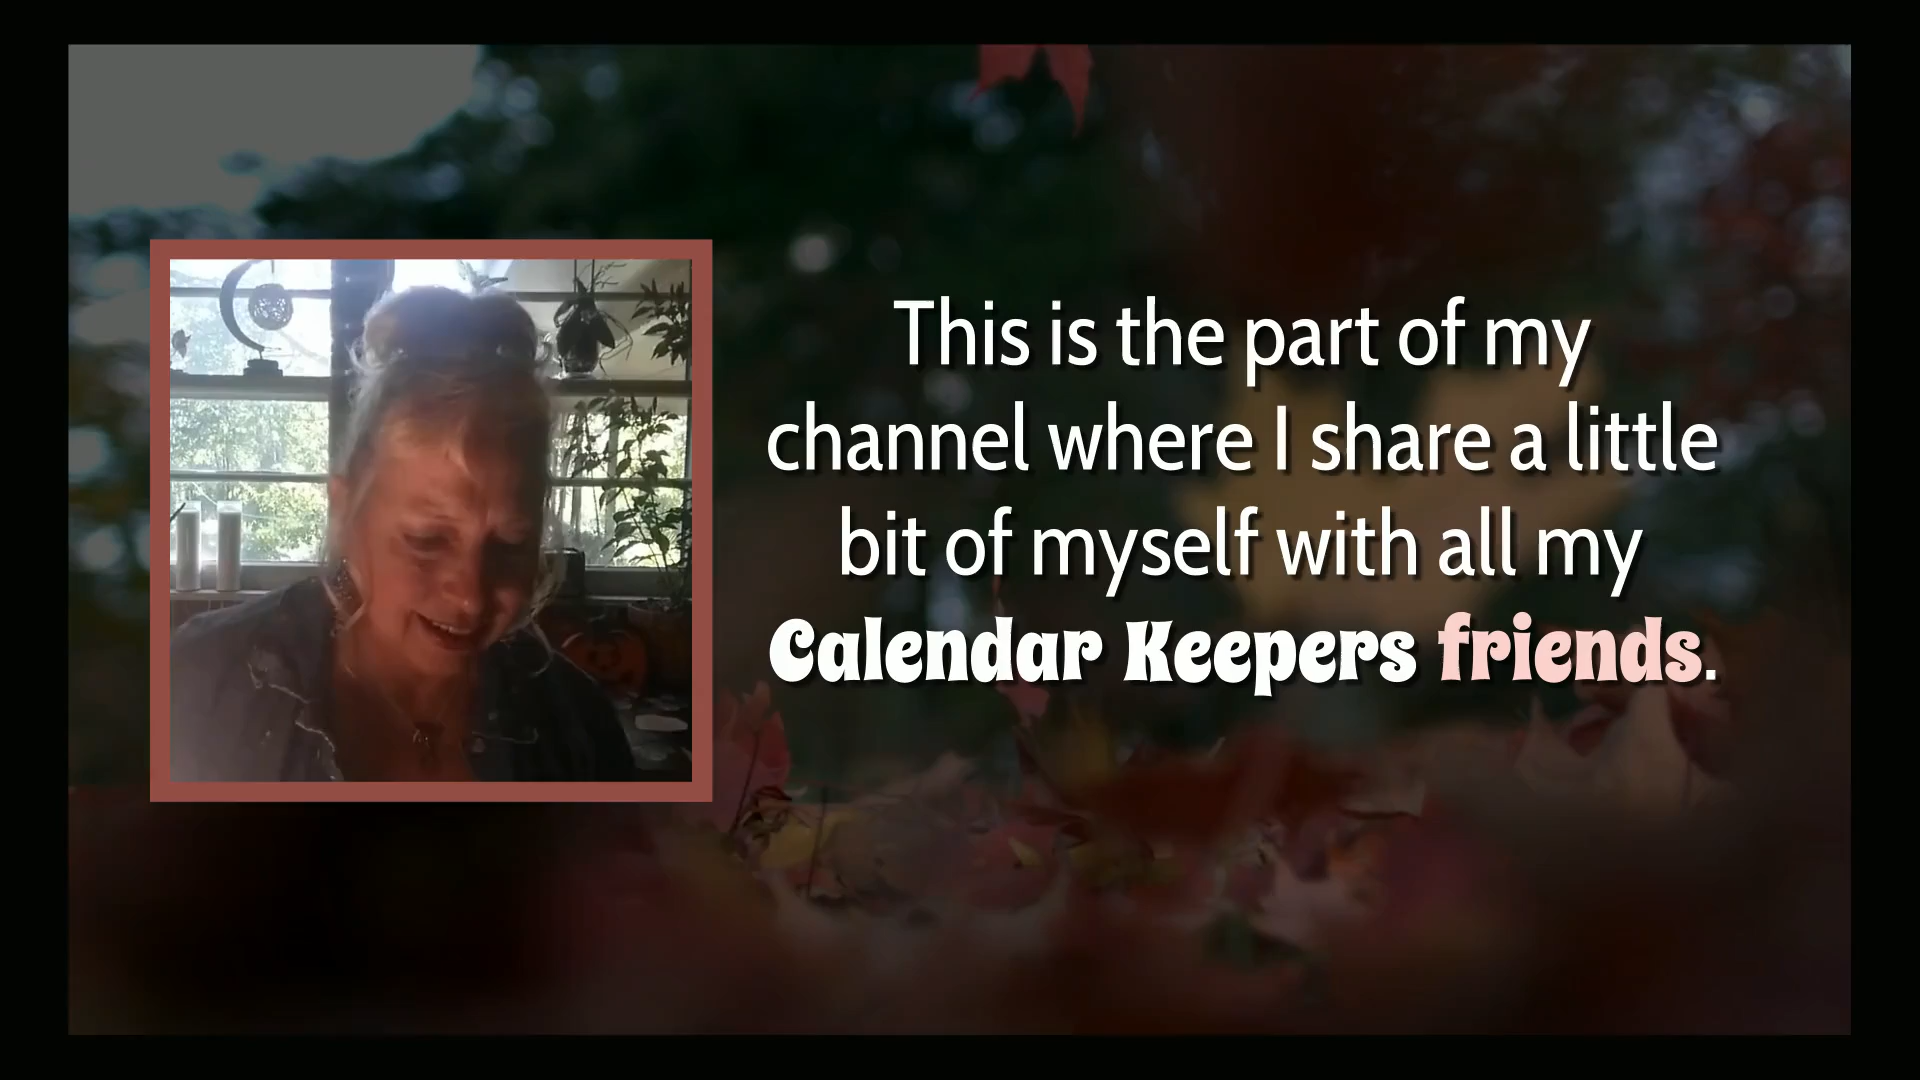 This is the part of my
channel where I share a little
bit of myself with all my
Calendar Keepers friends.